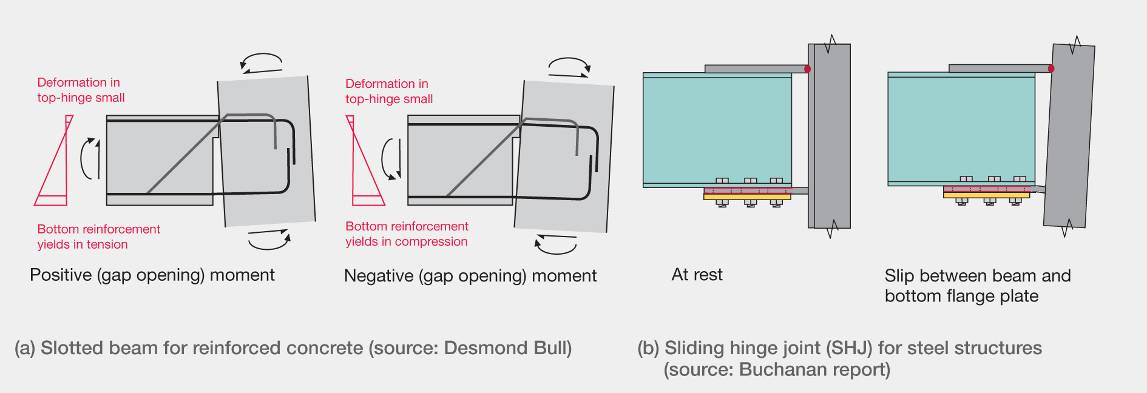 Deformation in
top-hinge small
Bottom reinforcement
yields in tension
Positive (gap opening) moment
Deformation in
top-hinge small
Bottom reinforcement
yields in compression
Negative (gap opening) moment
(a) Slotted beam for reinforced concrete (source: Desmond Bull)
At rest
Slip between beam and
bottom flange plate
(b) Sliding hinge joint (SHJ) for steel structures
(source: Buchanan report)